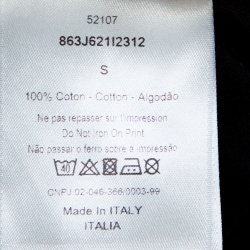 52107
863J621I2312
S
100% Coton - Cotton - Algodão
Ne pas repasser sur l'impression
Do Not Iron On Print
Não passar o ferro sobre a impressão
40
CNPJ 02-046-366/0003-99
Made In ITALY
ITALIA